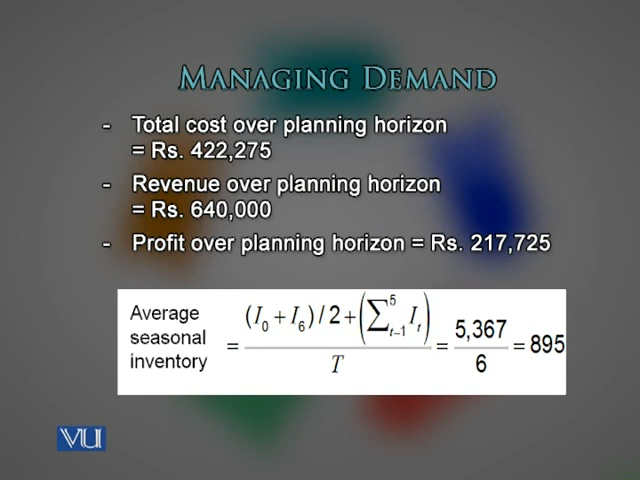 MANAGING DEMAND
- Total cost over planning horizon
= Rs. 422,275
- Revenue over planning horizon
= Rs. 640,000
- Profit over planning horizon = Rs. 217,725
Average seasonal inventory = ((I₀ + I₆) / 2 + (∑⁵ₜ₋₁ Iₜ)) / T = 5,367 / 6 = 895
VU